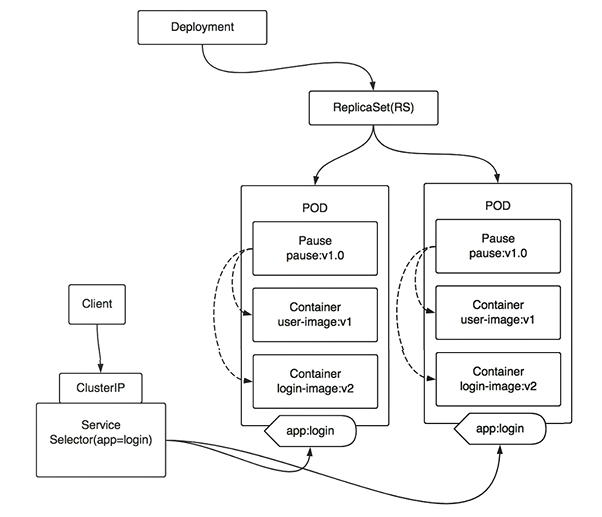 Deployment
ReplicaSet(RS)
POD
Pause
pause:v1.0
Container
user-image:v1
Container
login-image:v2
app:login
POD
Pause
pause:v1.0
Container
user-image:v1
Container
login-image:v2
app:login
Client
ClusterIP
Service
Selector(app=login)